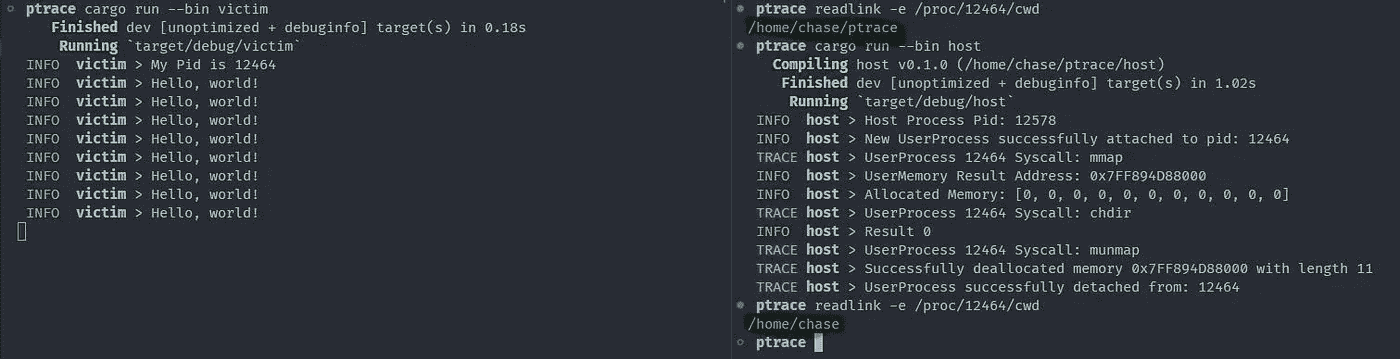 ptrace cargo run --bin victim
Finished dev [unoptimized + debuginfo] target(s) in 0.18s
Running `target/debug/victim`
INFO victim > My Pid is 12464
INFO victim > Hello, world!
INFO victim > Hello, world!
INFO victim > Hello, world!
INFO victim > Hello, world!
INFO victim > Hello, world!
INFO victim > Hello, world!
INFO victim > Hello, world!
INFO victim > Hello, world!
ptrace readlink -e /proc/12464/cwd
/home/chase/ptrace
ptrace cargo run --bin host
Compiling host v0.1.0 (/home/chase/ptrace/host)
Finished dev [unoptimized + debuginfo] target(s) in 1.02s
Running `target/debug/host`
INFO host > Host Process Pid: 12578
INFO host > New UserProcess successfully attached to pid: 12464
TRACE host > UserProcess 12464 Syscall: mmap
INFO host > UserMemory Result Address: 0x7FF894D88000
INFO host > Allocated Memory: [0, 0, 0, 0, 0, 0, 0, 0, 0, 0, 0]
TRACE host > UserProcess 12464 Syscall: chdir
INFO host > Result 0
TRACE host > UserProcess 12464 Syscall: munmap
TRACE host > Successfully deallocated memory 0x7FF894D88000 with length 11
TRACE host > UserProcess successfully detached from: 12464
ptrace readlink -e /proc/12464/cwd
/home/chase
ptrace